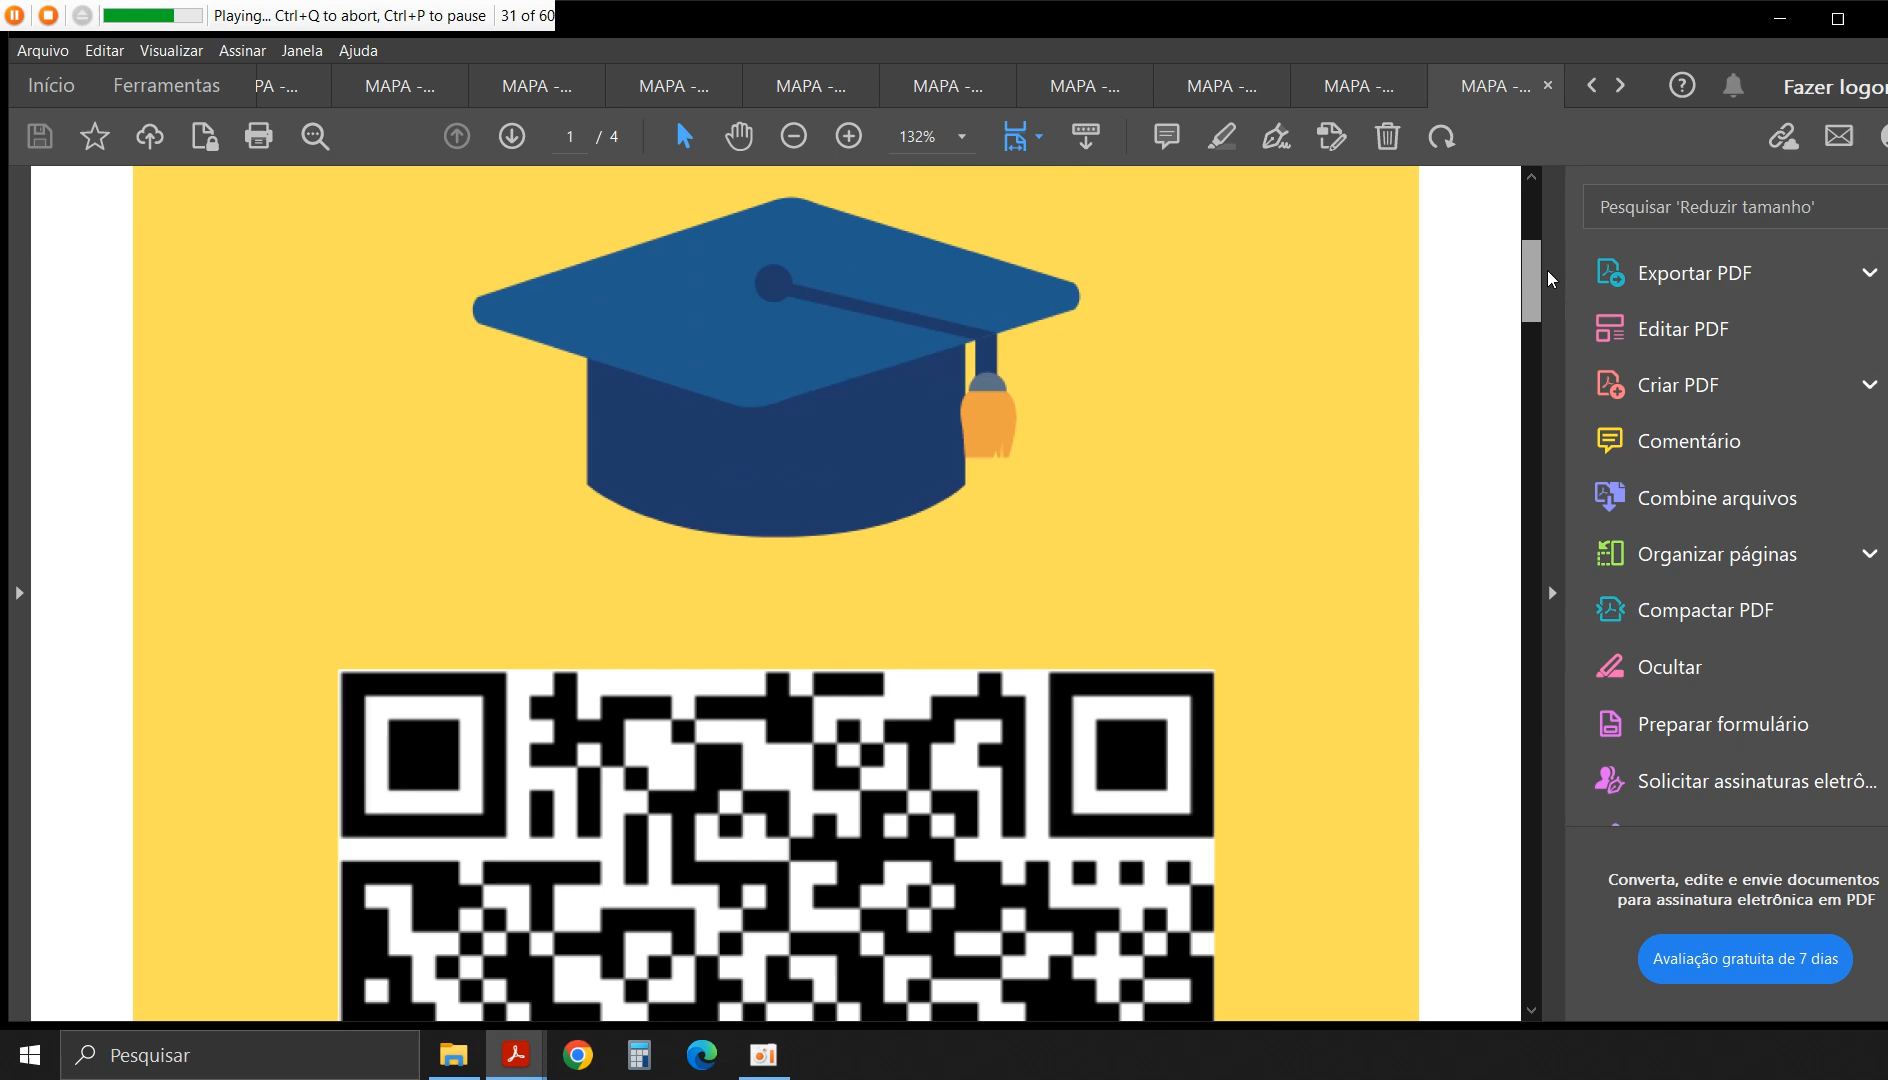 Playing... Ctrl+Q to abort, Ctrl+P to pause 31 of 60
Arquivo Editar Visualizar Assinar Janela Ajuda
Início Ferramentas PA -... MAPA -... MAPA -... MAPA -... MAPA -... MAPA -... MAPA -... MAPA -... MAPA -... MAPA -... Fazer logon
1 / 4 132%
Pesquisar 'Reduzir tamanho'
Exportar PDF
Editar PDF
Criar PDF
Comentário
Combine arquivos
Organizar páginas
Compactar PDF
Ocultar
Preparar formulário
Solicitar assinaturas eletrô...
Converta, edite e envie documentos
para assinatura eletrônica em PDF
Avaliação gratuita de 7 dias
Pesquisar